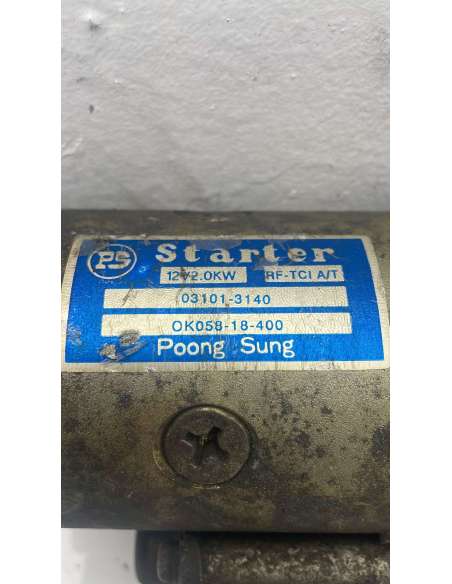 PS Starter
12V2.0KW RF-TCI A/T
03101-3140
OK058-18-400
Poong Sung